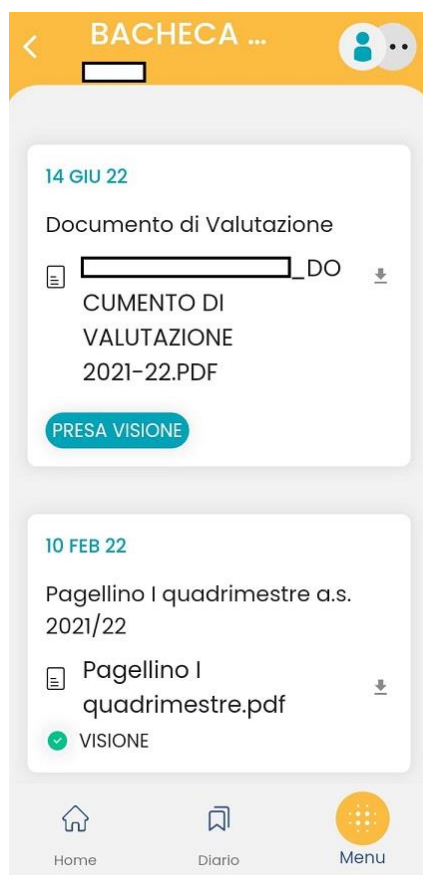 BACHECA ...
14 GIU 22
Documento di Valutazione
_DO
CUMENTO DI
VALUTAZIONE
2021-22.PDF
PRESA VISIONE
10 FEB 22
Pagellino I quadrimestre a.s.
2021/22
Pagellino I
quadrimestre.pdf
VISIONE
Home
Diario
Menu